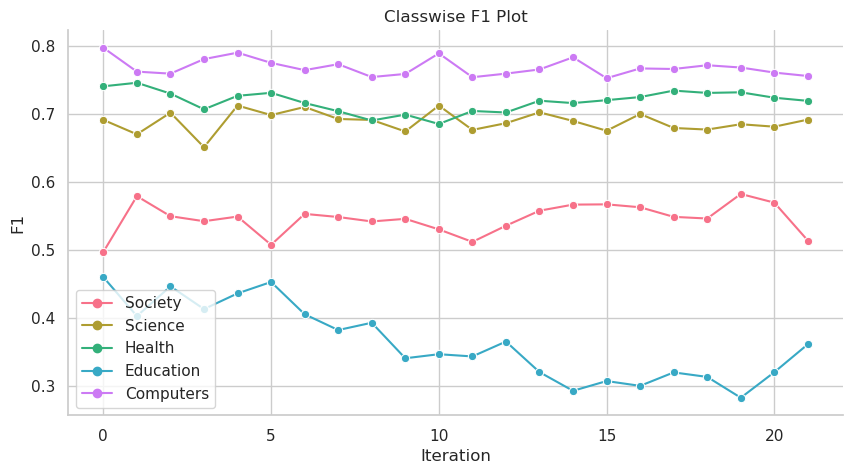 Classwise F1 Plot
0.8
0.7
0.6
0.5
0.4
0.3
F1
Society
Science
Health
Education
Computers
0 5 10 15 20
Iteration